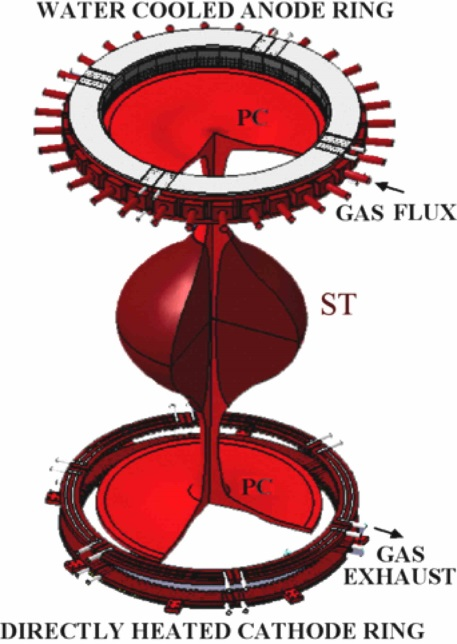 WATER COOLED ANODE RING
PC
GAS FLUX
ST
PC
GAS
EXHAUST
DIRECTLY HEATED CATHODE RING